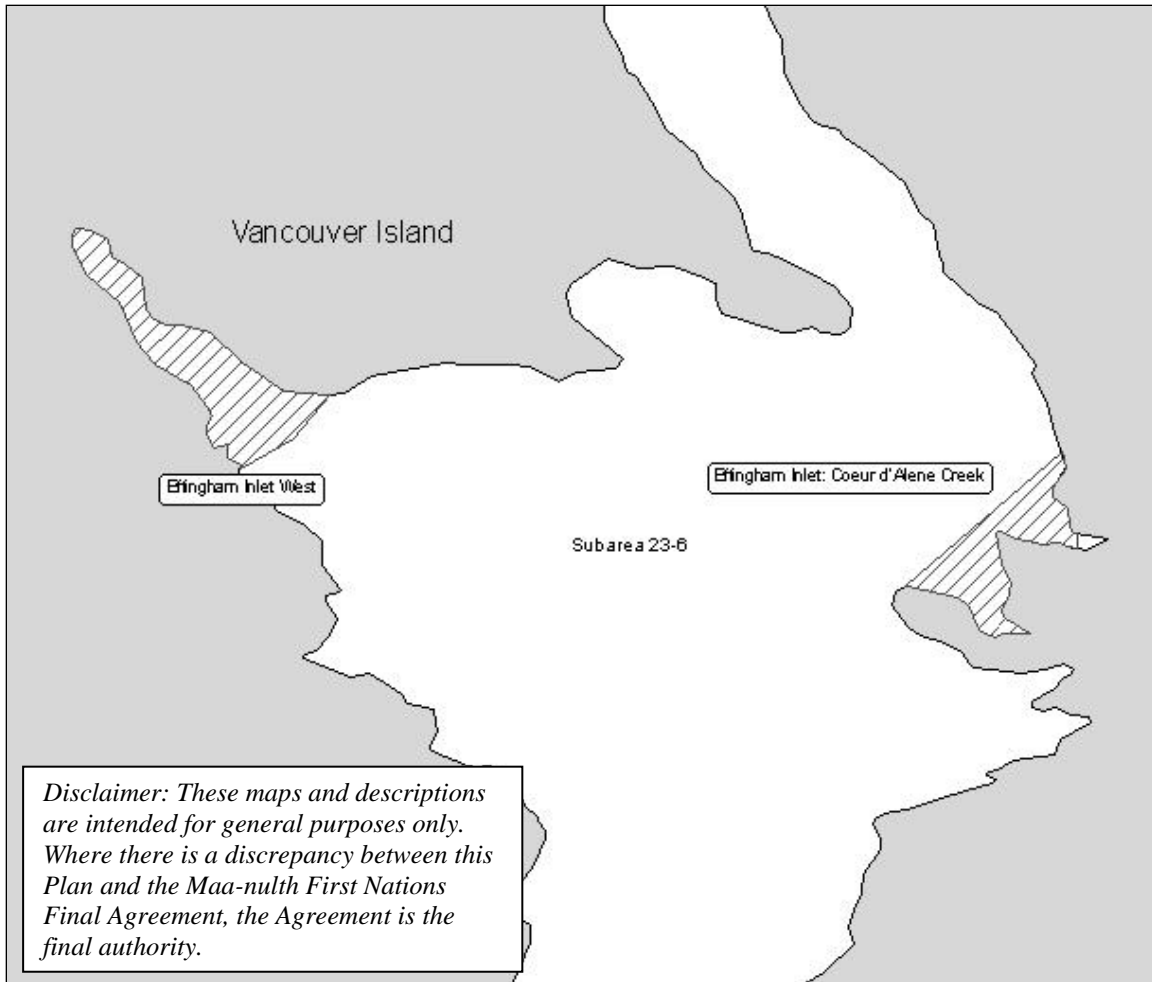 Vancouver Island
Effingham Inlet West
Effingham Inlet: Coeur d'Alene Creek
Subarea 23-6
Disclaimer: These maps and descriptions
are intended for general purposes only.
Where there is a discrepancy between this
Plan and the Maa-nulth First Nations
Final Agreement, the Agreement is the
final authority.